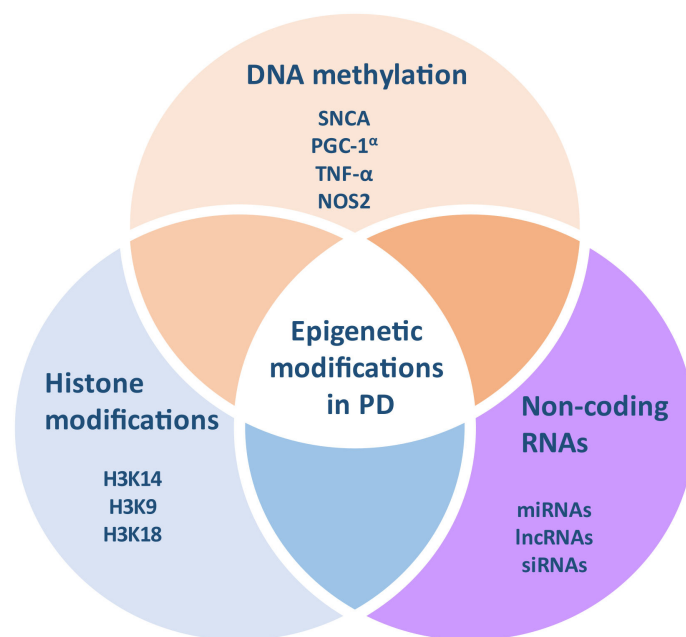 DNA methylation
SNCA
PGC-1ᵅ
TNF-α
NOS2
Epigenetic
modifications
in PD
Histone
modifications
H3K14
H3K9
H3K18
Non-coding
RNAs
miRNAs
lncRNAs
siRNAs